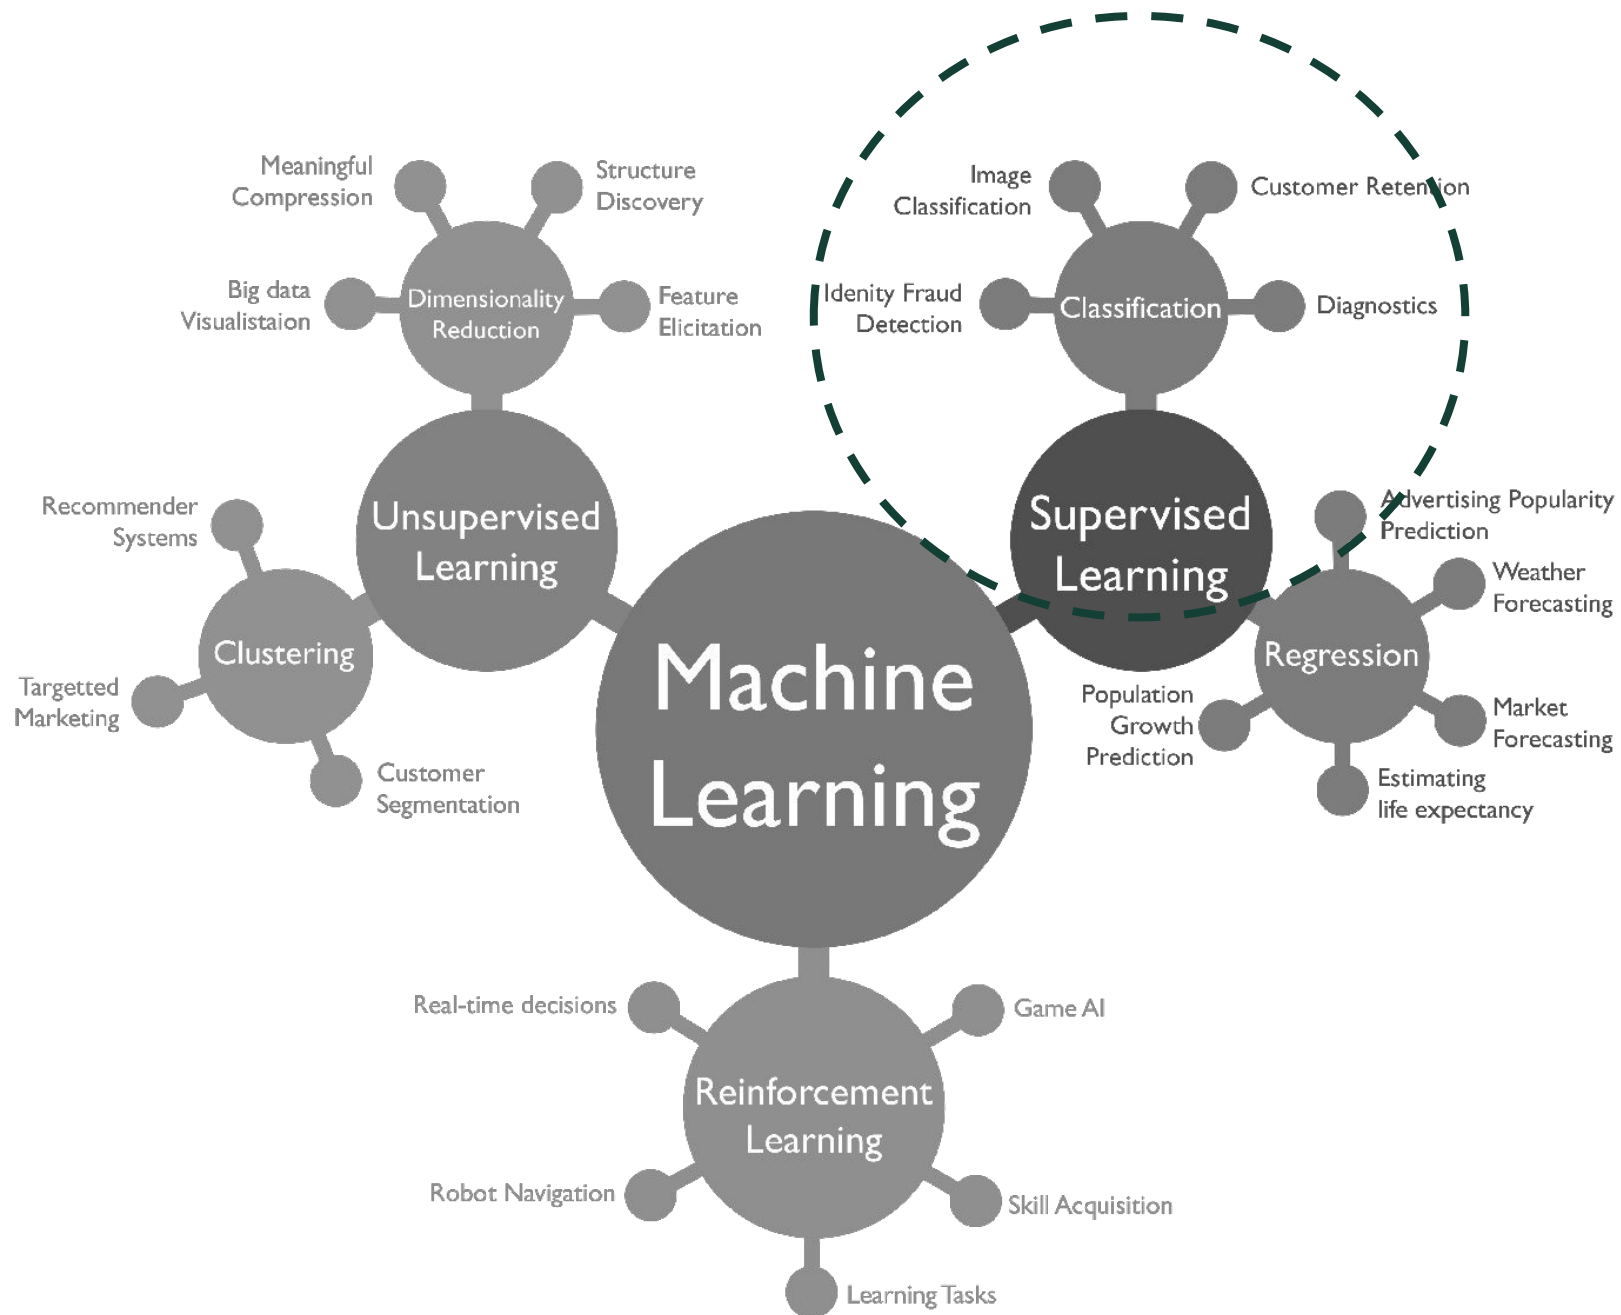 Meaningful
Compression
Structure
Discovery
Big data
Visualistaion
Dimensionality
Reduction
Feature
Elicitation
Image
Classification
Customer Retention
Idenity Fraud
Detection
Classification
Diagnostics
Recommender
Systems
Unsupervised
Learning
Clustering
Targetted
Marketing
Customer
Segmentation
Supervised
Learning
Advertising Popularity
Prediction
Weather
Forecasting
Regression
Population
Growth
Prediction
Market
Forecasting
Estimating
life expectancy
Machine
Learning
Real-time decisions
Game AI
Reinforcement
Learning
Robot Navigation
Skill Acquisition
Learning Tasks